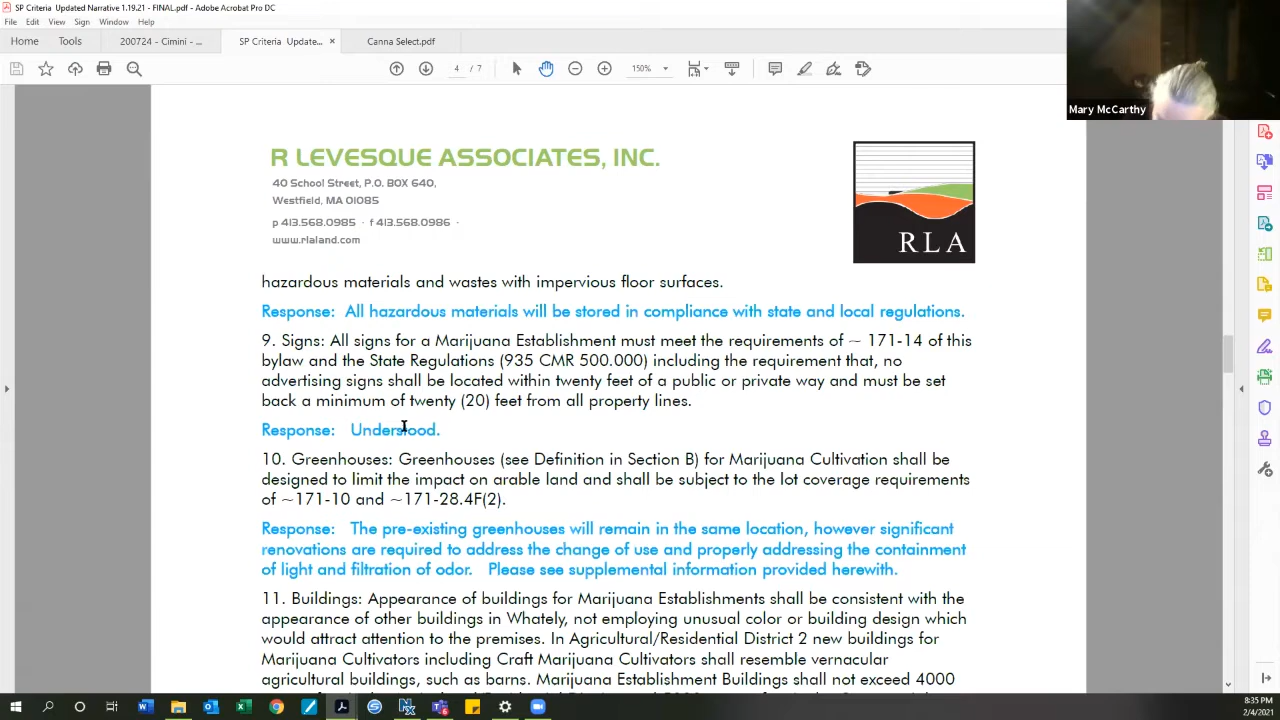 SP Criteria Updated Narrative 1.19.21 - FINAL.pdf - Adobe Acrobat Pro DC
File Edit View Sign Window Help
Home Tools 200724 - Cimini - ... SP Criteria Update... × Canna Select.pdf
4 / 7 150%
Mary McCarthy
R LEVESQUE ASSOCIATES, INC.
40 School Street, P.O. BOX 640,
Westfield, MA 01085
p 413.568.0985 · f 413.568.0986 ·
www.rlaland.com
RLA
hazardous materials and wastes with impervious floor surfaces.
Response: All hazardous materials will be stored in compliance with state and local regulations.
9. Signs: All signs for a Marijuana Establishment must meet the requirements of ~ 171-14 of this
bylaw and the State Regulations (935 CMR 500.000) including the requirement that, no
advertising signs shall be located within twenty feet of a public or private way and must be set
back a minimum of twenty (20) feet from all property lines.
Response: Understood.
10. Greenhouses: Greenhouses (see Definition in Section B) for Marijuana Cultivation shall be
designed to limit the impact on arable land and shall be subject to the lot coverage requirements
of ~171-10 and ~171-28.4F(2).
Response: The pre-existing greenhouses will remain in the same location, however significant
renovations are required to address the change of use and properly addressing the containment
of light and filtration of odor. Please see supplemental information provided herewith.
11. Buildings: Appearance of buildings for Marijuana Establishments shall be consistent with the
appearance of other buildings in Whately, not employing unusual color or building design which
would attract attention to the premises. In Agricultural/Residential District 2 new buildings for
Marijuana Cultivators including Craft Marijuana Cultivators shall resemble vernacular
agricultural buildings, such as barns. Marijuana Establishment Buildings shall not exceed 4000
8:35 PM
2/4/2021